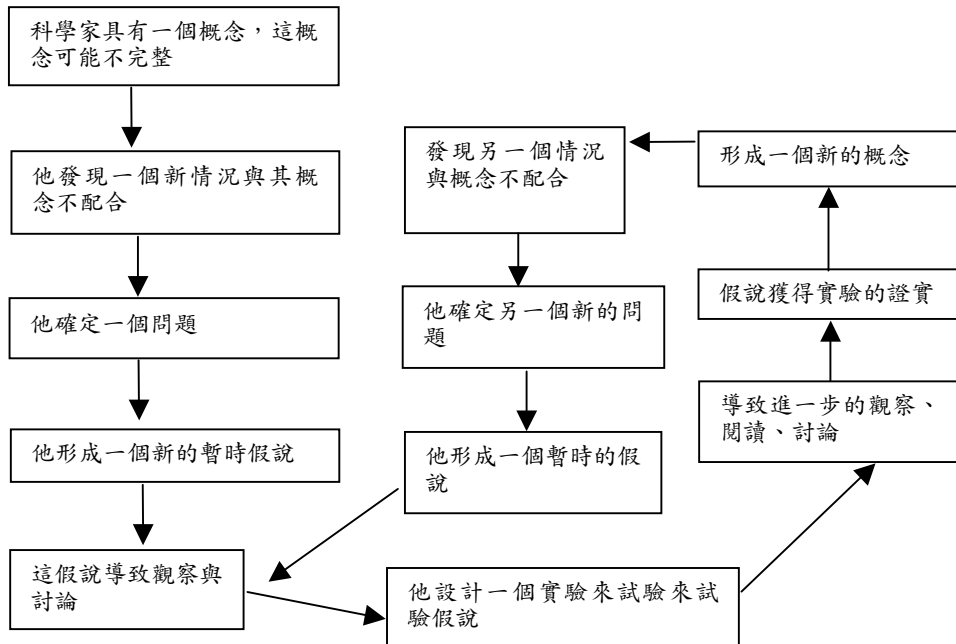 科學家具有一個概念，這概
念可能不完整
他發現一個新情況與其概
念不配合
他確定一個問題
他形成一個新的暫時假說
這假說導致觀察與
討論
發現另一個情況
與概念不配合
他確定另一個新的問
題
他形成一個暫時的假
說
他設計一個實驗來試驗來試
驗假說
形成一個新的概念
假說獲得實驗的證實
導致進一步的觀察、
閱讀、討論